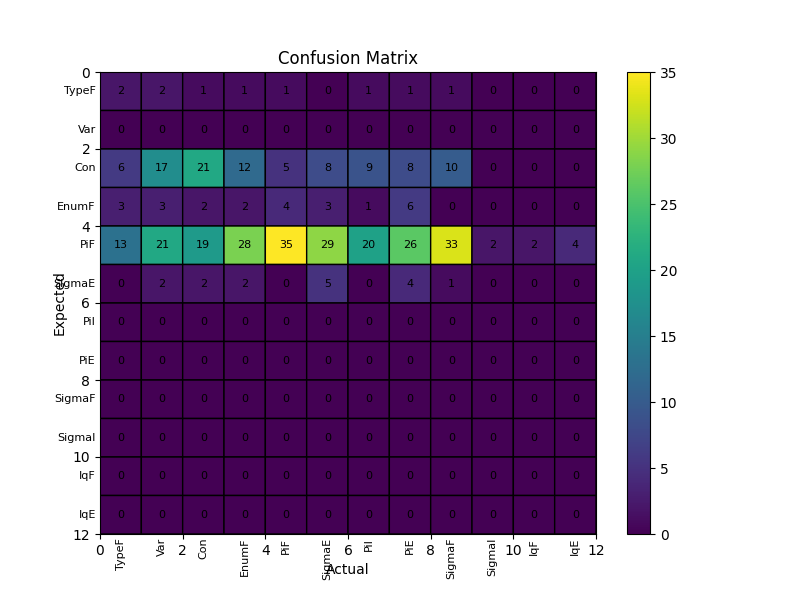 Confusion Matrix
0
TypeF 2 2 1 1 1 0 1 1 1 0 0 0
Var 0 0 0 0 0 0 0 0 0 0 0 0
2
Con 6 17 21 12 5 8 9 8 10 0 0 0
EnumF 3 3 2 2 4 3 1 6 0 0 0 0
4
PiF 13 21 19 28 35 29 20 26 33 2 2 4
SigmaE 0 2 2 2 0 5 0 4 1 0 0 0
6
PiI 0 0 0 0 0 0 0 0 0 0 0 0
PiE 0 0 0 0 0 0 0 0 0 0 0 0
8
SigmaF 0 0 0 0 0 0 0 0 0 0 0 0
SigmaI 0 0 0 0 0 0 0 0 0 0 0 0
10
IqF 0 0 0 0 0 0 0 0 0 0 0 0
IqE 0 0 0 0 0 0 0 0 0 0 0 0
12
Expected
0 2 4 6 8 10 12
TypeF Var Con EnumF PiF SigmaE PiI PiE SigmaF SigmaI IqF IqE
Actual
35
30
25
20
15
10
5
0